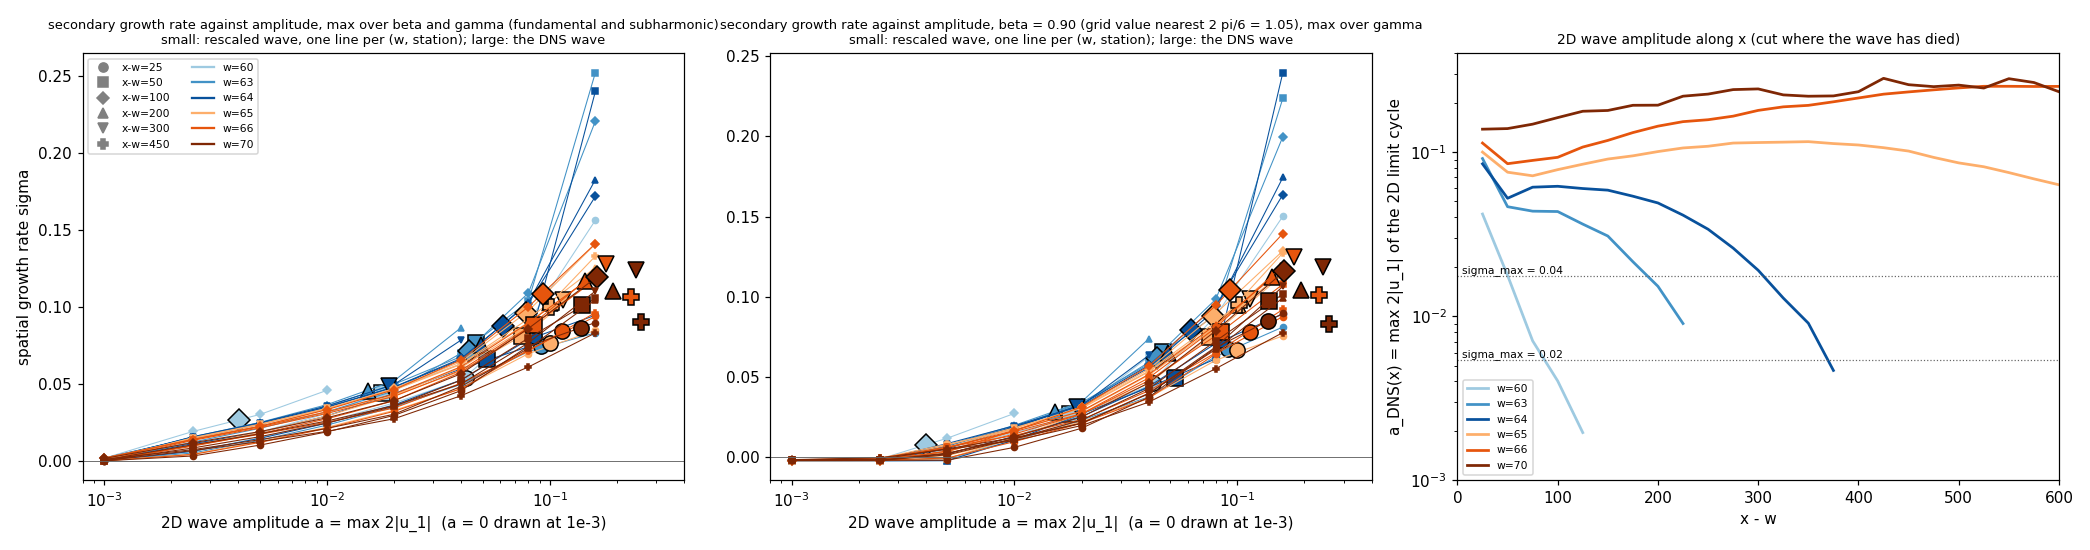 secondary growth rate against amplitude, max over beta and gamma (fundamental and subharmonic)
small: rescaled wave, one line per (w, station); large: the DNS wave
spatial growth rate sigma
0.25
0.20
0.15
0.10
0.05
0.00
x-w=25
x-w=50
x-w=100
x-w=200
x-w=300
x-w=450
w=60
w=63
w=64
w=65
w=66
w=70
10⁻³
10⁻²
10⁻¹
2D wave amplitude a = max 2|u_1|  (a = 0 drawn at 1e-3)
secondary growth rate against amplitude, beta = 0.90 (grid value nearest 2 pi/6 = 1.05), max over gamma
small: rescaled wave, one line per (w, station); large: the DNS wave
0.25
0.20
0.15
0.10
0.05
0.00
10⁻³
10⁻²
10⁻¹
2D wave amplitude a = max 2|u_1|  (a = 0 drawn at 1e-3)
2D wave amplitude along x (cut where the wave has died)
a_DNS(x) = max 2|u_1| of the 2D limit cycle
10⁻¹
10⁻²
10⁻³
sigma_max = 0.04
sigma_max = 0.02
w=60
w=63
w=64
w=65
w=66
w=70
0
100
200
300
400
500
600
x - w